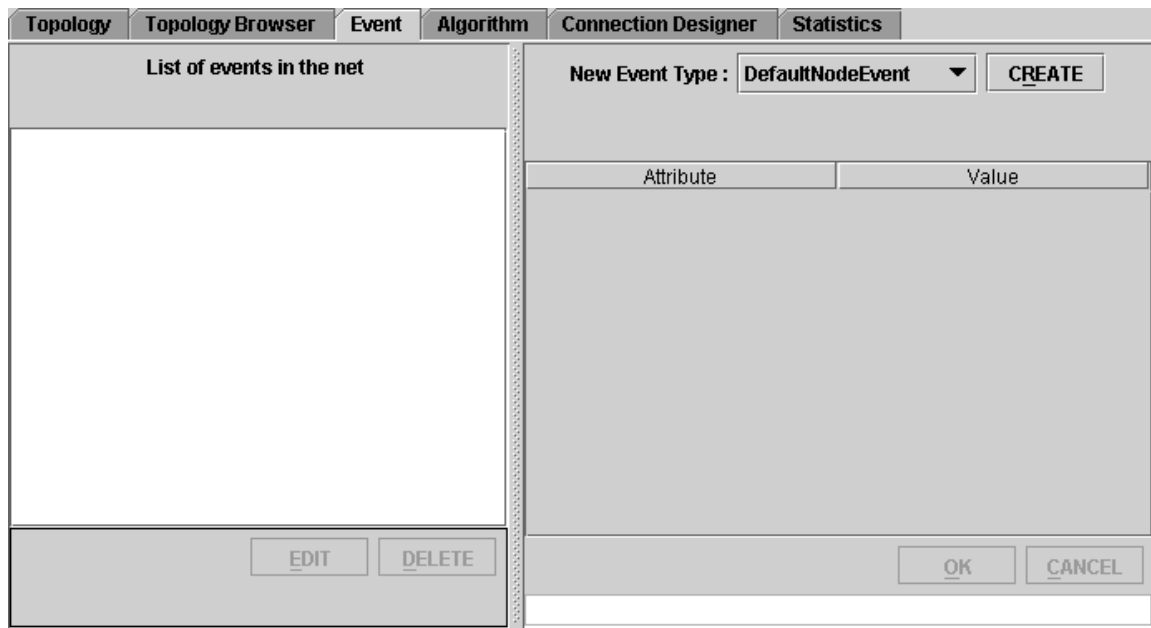 Topology Topology Browser Event Algorithm Connection Designer Statistics
List of events in the net
New Event Type : DefaultNodeEvent CREATE
Attribute Value
EDIT DELETE
OK CANCEL